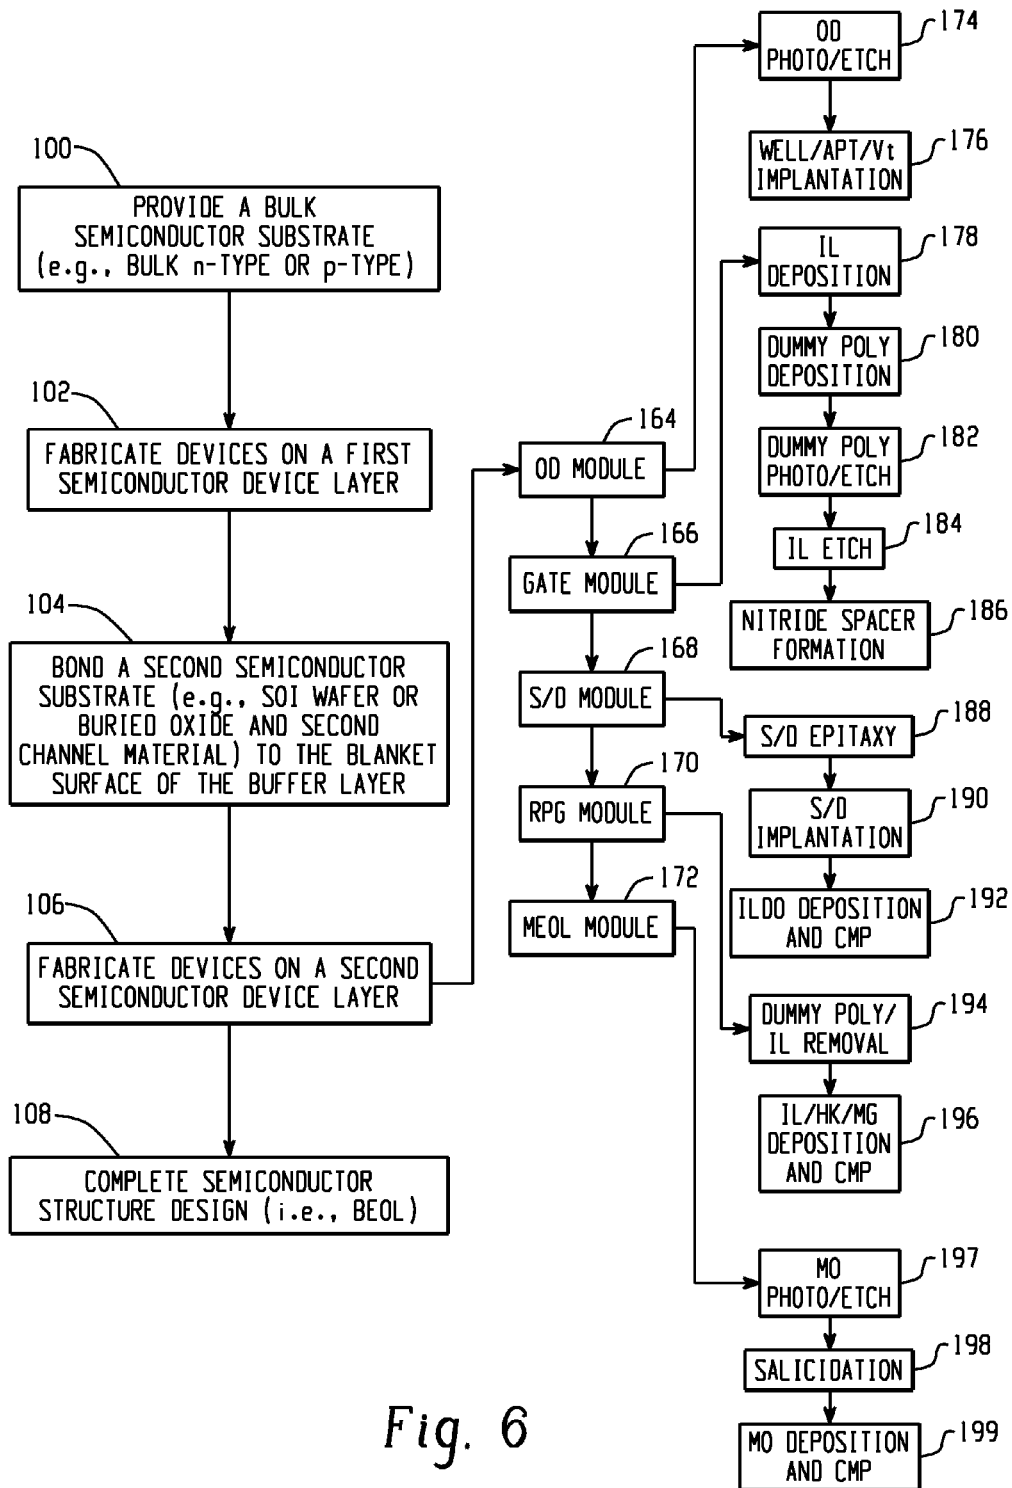 100
PROVIDE A BULK
SEMICONDUCTOR SUBSTRATE
(e.g., BULK n-TYPE OR p-TYPE)
102
FABRICATE DEVICES ON A FIRST
SEMICONDUCTOR DEVICE LAYER
104
BOND A SECOND SEMICONDUCTOR
SUBSTRATE (e.g., SOI WAFER OR
BURIED OXIDE AND SECOND
CHANNEL MATERIAL) TO THE BLANKET
SURFACE OF THE BUFFER LAYER
106
FABRICATE DEVICES ON A SECOND
SEMICONDUCTOR DEVICE LAYER
108
COMPLETE SEMICONDUCTOR
STRUCTURE DESIGN (i.e., BEOL)
164
OD MODULE
166
GATE MODULE
168
S/D MODULE
170
RPG MODULE
172
MEOL MODULE
174
OD
PHOTO/ETCH
176
WELL/APT/Vt
IMPLANTATION
178
IL
DEPOSITION
180
DUMMY POLY
DEPOSITION
182
DUMMY POLY
PHOTO/ETCH
184
IL ETCH
186
NITRIDE SPACER
FORMATION
188
S/D EPITAXY
190
S/D
IMPLANTATION
192
ILD0 DEPOSITION
AND CMP
194
DUMMY POLY/
IL REMOVAL
196
IL/HK/MG
DEPOSITION
AND CMP
197
M0
PHOTO/ETCH
198
SALICIDATION
199
M0 DEPOSITION
AND CMP
Fig. 6